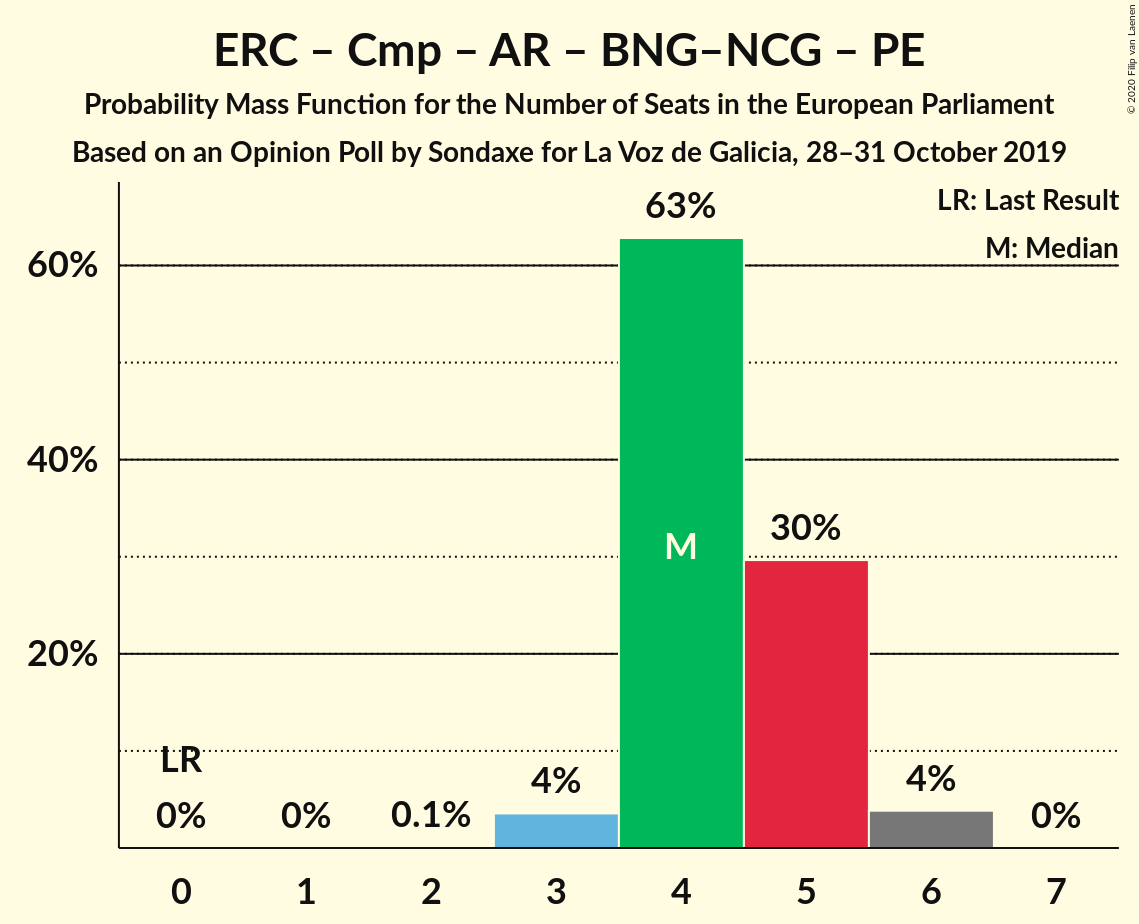 ERC – Cmp – AR – BNG–NCG – PE
Probability Mass Function for the Number of Seats in the European Parliament
Based on an Opinion Poll by Sondaxe for La Voz de Galicia, 28–31 October 2019
© 2020 Filip van Laenen
LR: Last Result
M: Median
63%
60%
40%
30%
M
20%
LR
0% 0% 0.1% 4% 4% 0%
0 1 2 3 4 5 6 7